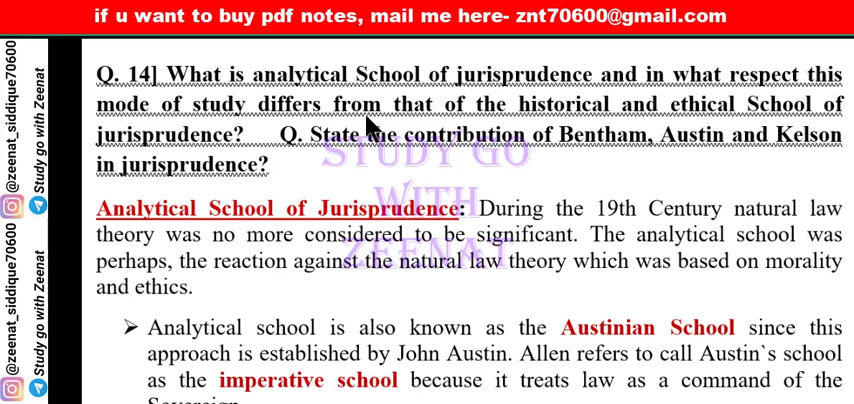 if u want to buy pdf notes, mail me here- znt70600@gmail.com
Q. 14] What is analytical School of jurisprudence and in what respect this
mode of study differs from that of the historical and ethical School of
jurisprudence? Q. State the contribution of Bentham, Austin and Kelson
in jurisprudence?
Analytical School of Jurisprudence: During the 19th Century natural law
theory was no more considered to be significant. The analytical school was
perhaps, the reaction against the natural law theory which was based on morality
and ethics.
➢ Analytical school is also known as the Austinian School since this
approach is established by John Austin. Allen refers to call Austin`s school
as the imperative school because it treats law as a command of the
Sovereign.
STUDY GO
WITH
ZEENAT
@zeenat_siddique70600
Study go with Zeenat
@zeenat_siddique70600
Study go with Zeenat